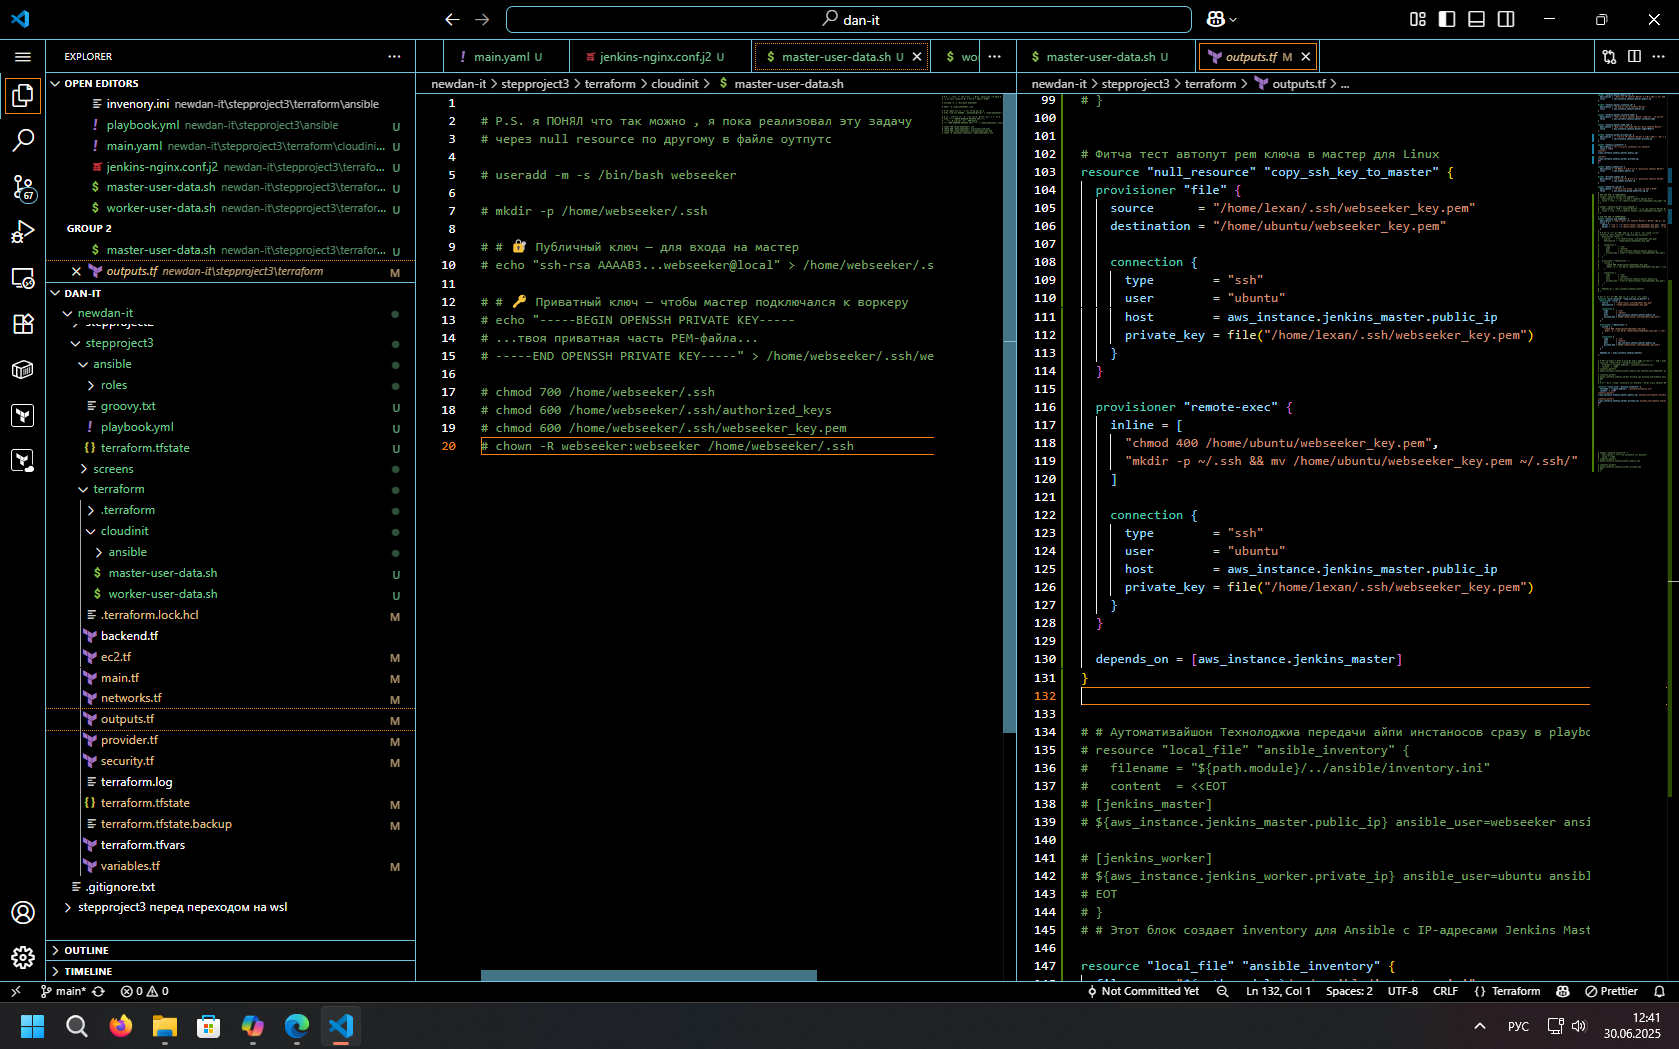 dan-it
EXPLORER
OPEN EDITORS
invenory.ini newdan-it\stepproject3\terraform\ansible
! playbook.yml newdan-it\stepproject3\ansible U
! main.yaml newdan-it\stepproject3\terraform\cloudini... U
jenkins-nginx.conf.j2 newdan-it\stepproject3\terra... U
$ master-user-data.sh newdan-it\stepproject3\terrafor... U
$ worker-user-data.sh newdan-it\stepproject3\terrafor... U
GROUP 2
$ master-user-data.sh newdan-it\stepproject3\terrafor... U
outputs.tf newdan-it\stepproject3\terraform M
DAN-IT
newdan-it
stepproject2
stepproject3
ansible
roles
groovy.txt U
! playbook.yml U
{} terraform.tfstate U
screens
terraform
.terraform
cloudinit
ansible
$ master-user-data.sh U
$ worker-user-data.sh U
.terraform.lock.hcl M
backend.tf
ec2.tf M
main.tf M
networks.tf M
outputs.tf M
provider.tf M
security.tf M
terraform.log
{} terraform.tfstate M
terraform.tfstate.backup M
terraform.tfvars
variables.tf M
.gitignore.txt
stepproject3 перед переходом на wsl
OUTLINE
TIMELINE
67
! main.yaml U
jenkins-nginx.conf.j2 U
$ master-user-data.sh U
$ wo
newdan-it > stepproject3 > terraform > cloudinit > $ master-user-data.sh
1
2 # P.S. я ПОНЯЛ что так можно , я пока реализовал эту задачу
3 # через null resource по другому в файле оутпутс
4
5 # useradd -m -s /bin/bash webseeker
6
7 # mkdir -p /home/webseeker/.ssh
8
9 # # 🔐 Публичный ключ — для входа на мастер
10 # echo "ssh-rsa AAAAB3...webseeker@local" > /home/webseeker/.s
11
12 # # 🔑 Приватный ключ — чтобы мастер подключался к воркеру
13 # echo "-----BEGIN OPENSSH PRIVATE KEY-----
14 # ...твоя приватная часть PEM-файла...
15 # -----END OPENSSH PRIVATE KEY-----" > /home/webseeker/.ssh/we
16
17 # chmod 700 /home/webseeker/.ssh
18 # chmod 600 /home/webseeker/.ssh/authorized_keys
19 # chmod 600 /home/webseeker/.ssh/webseeker_key.pem
20 # chown -R webseeker:webseeker /home/webseeker/.ssh
$ master-user-data.sh U
outputs.tf M
newdan-it > stepproject3 > terraform > outputs.tf > ...
99 # }
100
101
102 # Фитча тест автопут pem ключа в мастер для Linux
103 resource "null_resource" "copy_ssh_key_to_master" {
104 provisioner "file" {
105 source = "/home/lexan/.ssh/webseeker_key.pem"
106 destination = "/home/ubuntu/webseeker_key.pem"
107
108 connection {
109 type = "ssh"
110 user = "ubuntu"
111 host = aws_instance.jenkins_master.public_ip
112 private_key = file("/home/lexan/.ssh/webseeker_key.pem")
113 }
114 }
115
116 provisioner "remote-exec" {
117 inline = [
118 "chmod 400 /home/ubuntu/webseeker_key.pem",
119 "mkdir -p ~/.ssh && mv /home/ubuntu/webseeker_key.pem ~/.ssh/"
120 ]
121
122 connection {
123 type = "ssh"
124 user = "ubuntu"
125 host = aws_instance.jenkins_master.public_ip
126 private_key = file("/home/lexan/.ssh/webseeker_key.pem")
127 }
128 }
129
130 depends_on = [aws_instance.jenkins_master]
131 }
132
133
134 # # Аутоматизайшон Технолоджиа передачи айпи инстаносов сразу в playbo
135 # resource "local_file" "ansible_inventory" {
136 # filename = "${path.module}/../ansible/inventory.ini"
137 # content = <<EOT
138 # [jenkins_master]
139 # ${aws_instance.jenkins_master.public_ip} ansible_user=webseeker ansi
140
141 # [jenkins_worker]
142 # ${aws_instance.jenkins_worker.private_ip} ansible_user=ubuntu ansibl
143 # EOT
144 # }
145 # # Этот блок создает inventory для Ansible с IP-адресами Jenkins Mast
146
147 resource "local_file" "ansible_inventory" {
main* 0 0
Not Committed Yet Ln 132, Col 1 Spaces: 2 UTF-8 CRLF {} Terraform Prettier
РУС
12:41
30.06.2025